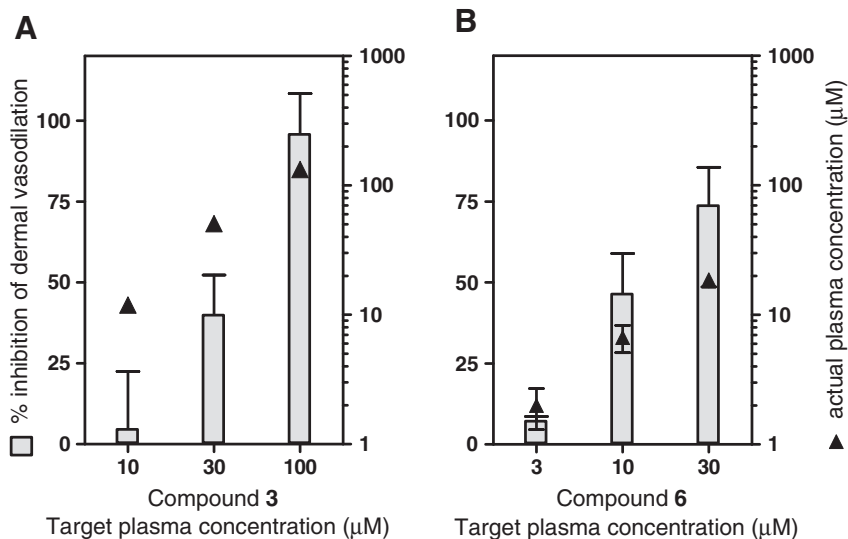 A
B
% inhibition of dermal vasodilation
100
75
50
25
0
1000
100
10
1
10 30 100
Compound 3
Target plasma concentration (μM)
100
75
50
25
0
1000
100
10
1
3 10 30
Compound 6
Target plasma concentration (μM)
actual plasma concentration (μM)